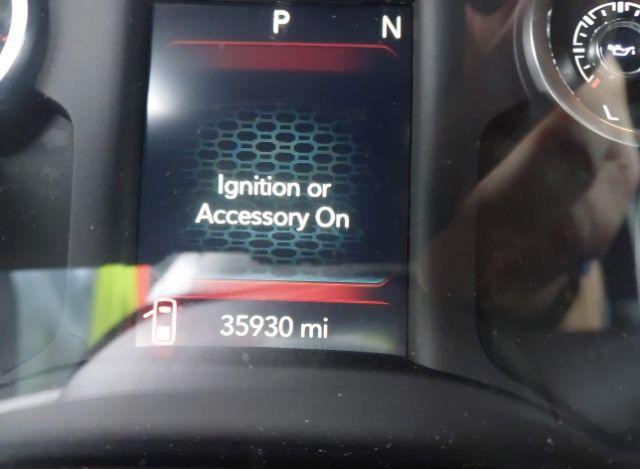 P N
Ignition or
Accessory On
35930 mi
L